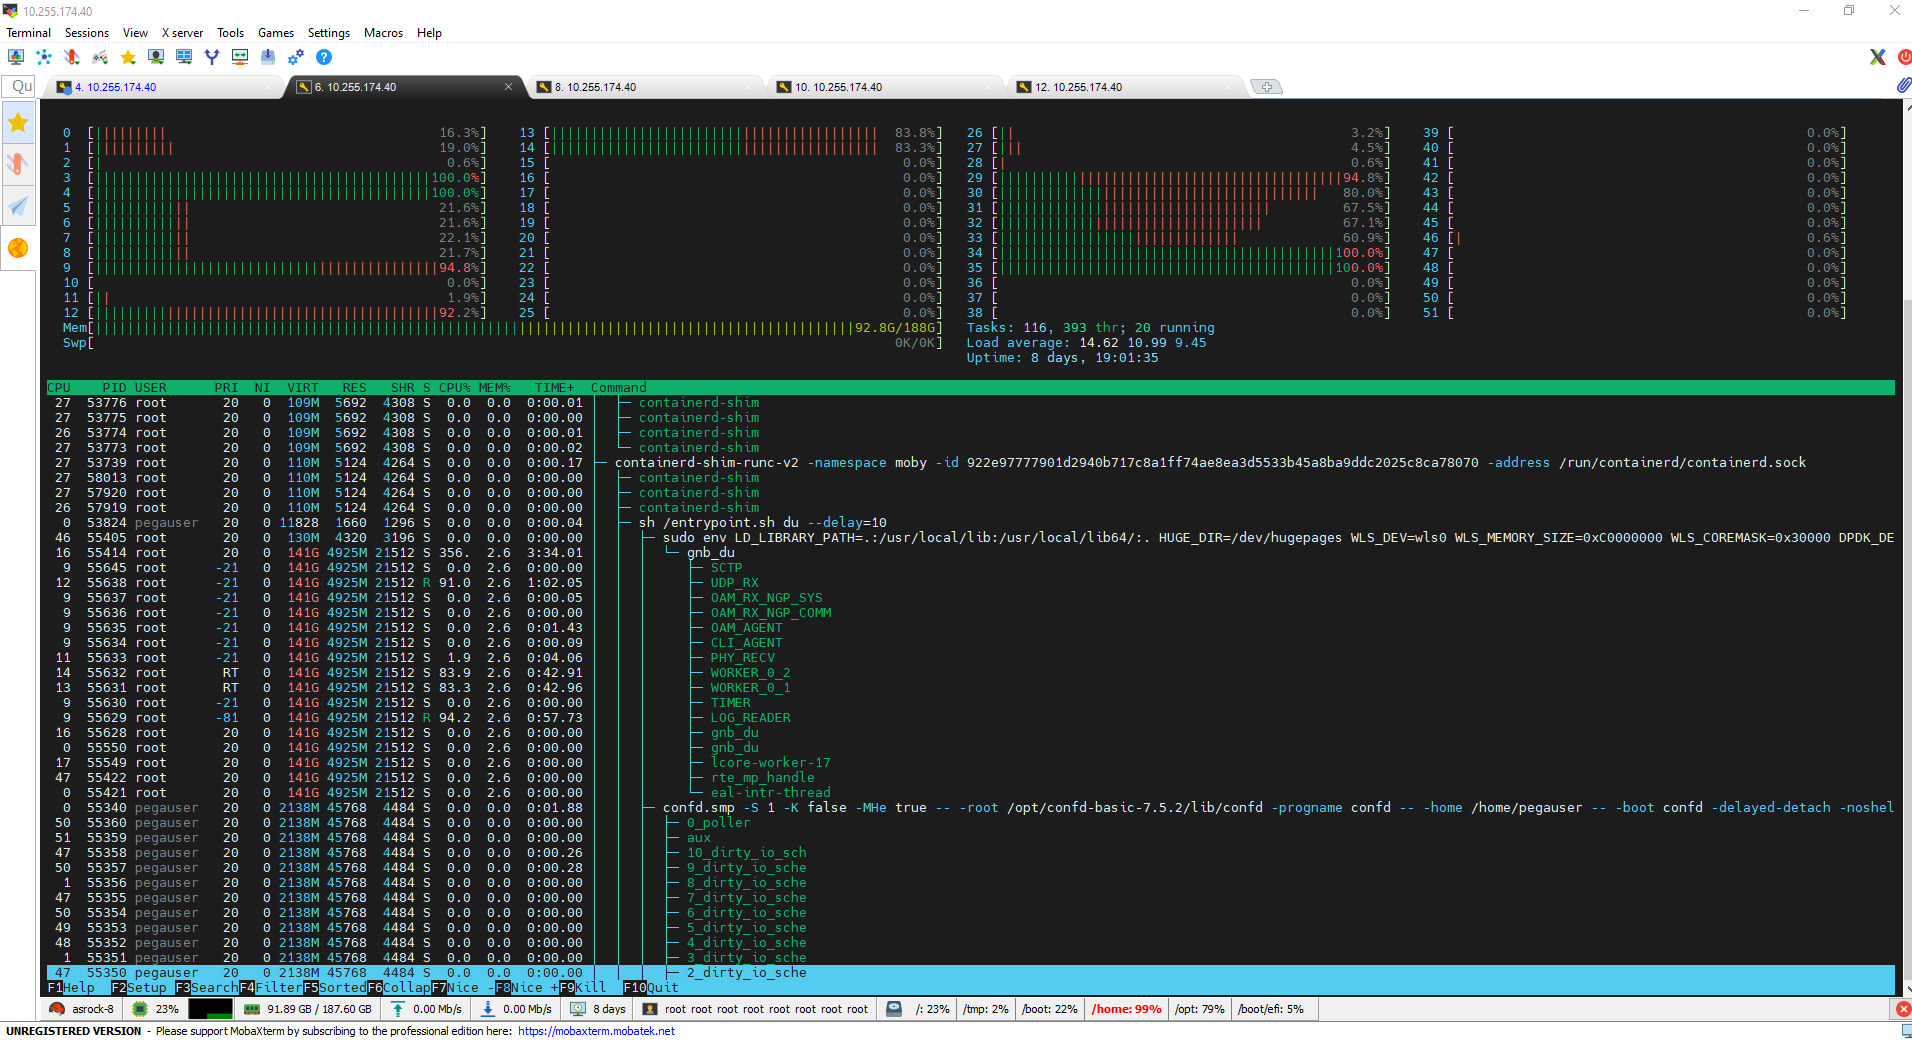 10.255.174.40
Terminal Sessions View X server Tools Games Settings Macros Help
Qu 4. 10.255.174.40 6. 10.255.174.40 8. 10.255.174.40 10. 10.255.174.40 12. 10.255.174.40
0 [ 16.3%] 13 [ 83.8%] 26 [ 3.2%] 39 [ 0.0%]
1 [ 19.0%] 14 [ 83.3%] 27 [ 4.5%] 40 [ 0.0%]
2 [ 0.6%] 15 [ 0.0%] 28 [ 0.6%] 41 [ 0.0%]
3 [ 100.0%] 16 [ 0.0%] 29 [ 94.8%] 42 [ 0.0%]
4 [ 100.0%] 17 [ 0.0%] 30 [ 80.0%] 43 [ 0.0%]
5 [ 21.6%] 18 [ 0.0%] 31 [ 67.5%] 44 [ 0.0%]
6 [ 21.6%] 19 [ 0.0%] 32 [ 67.1%] 45 [ 0.0%]
7 [ 22.1%] 20 [ 0.0%] 33 [ 60.9%] 46 [ 0.6%]
8 [ 21.7%] 21 [ 0.0%] 34 [ 100.0%] 47 [ 0.0%]
9 [ 94.8%] 22 [ 0.0%] 35 [ 100.0%] 48 [ 0.0%]
10 [ 0.0%] 23 [ 0.0%] 36 [ 0.0%] 49 [ 0.0%]
11 [ 1.9%] 24 [ 0.0%] 37 [ 0.0%] 50 [ 0.0%]
12 [ 92.2%] 25 [ 0.0%] 38 [ 0.0%] 51 [ 0.0%]
Mem[ 92.8G/188G] Tasks: 116, 393 thr; 20 running
Swp[ 0K/0K] Load average: 14.62 10.99 9.45
Uptime: 8 days, 19:01:35
CPU PID USER PRI NI VIRT RES SHR S CPU% MEM% TIME+ Command
27 53776 root 20 0 109M 5692 4308 S 0.0 0.0 0:00.01 containerd-shim
27 53775 root 20 0 109M 5692 4308 S 0.0 0.0 0:00.00 containerd-shim
26 53774 root 20 0 109M 5692 4308 S 0.0 0.0 0:00.01 containerd-shim
27 53773 root 20 0 109M 5692 4308 S 0.0 0.0 0:00.02 containerd-shim
27 53739 root 20 0 110M 5124 4264 S 0.0 0.0 0:00.17 containerd-shim-runc-v2 -namespace moby -id 922e97777901d2940b717c8a1ff74ae8ea3d5533b45a8ba9ddc2025c8ca78070 -address /run/containerd/containerd.sock
27 58013 root 20 0 110M 5124 4264 S 0.0 0.0 0:00.00 containerd-shim
27 57920 root 20 0 110M 5124 4264 S 0.0 0.0 0:00.00 containerd-shim
26 57919 root 20 0 110M 5124 4264 S 0.0 0.0 0:00.00 containerd-shim
0 53824 pegauser 20 0 11828 1660 1296 S 0.0 0.0 0:00.04 sh /entrypoint.sh du --delay=10
46 55405 root 20 0 130M 4320 3196 S 0.0 0.0 0:00.00 sudo env LD_LIBRARY_PATH=.:/usr/local/lib:/usr/local/lib64/:. HUGE_DIR=/dev/hugepages WLS_DEV=wls0 WLS_MEMORY_SIZE=0xC0000000 WLS_COREMASK=0x30000 DPDK_DE
16 55414 root 20 0 141G 4925M 21512 S 356. 2.6 3:34.01 gnb_du
9 55645 root -21 0 141G 4925M 21512 S 0.0 2.6 0:00.00 SCTP
12 55638 root -21 0 141G 4925M 21512 R 91.0 2.6 1:02.05 UDP_RX
9 55637 root -21 0 141G 4925M 21512 S 0.0 2.6 0:00.05 OAM_RX_NGP_SYS
9 55636 root -21 0 141G 4925M 21512 S 0.0 2.6 0:00.00 OAM_RX_NGP_COMM
9 55635 root -21 0 141G 4925M 21512 S 0.0 2.6 0:01.43 OAM_AGENT
9 55634 root -21 0 141G 4925M 21512 S 0.0 2.6 0:00.09 CLI_AGENT
11 55633 root -21 0 141G 4925M 21512 S 1.9 2.6 0:04.06 PHY_RECV
14 55632 root RT 0 141G 4925M 21512 S 83.9 2.6 0:42.91 WORKER_0_2
13 55631 root RT 0 141G 4925M 21512 S 83.3 2.6 0:42.96 WORKER_0_1
9 55630 root -21 0 141G 4925M 21512 S 0.0 2.6 0:00.00 TIMER
9 55629 root -81 0 141G 4925M 21512 R 94.2 2.6 0:57.73 LOG_READER
16 55628 root 20 0 141G 4925M 21512 S 0.0 2.6 0:00.00 gnb_du
0 55550 root 20 0 141G 4925M 21512 S 0.0 2.6 0:00.00 gnb_du
17 55549 root 20 0 141G 4925M 21512 S 0.0 2.6 0:00.00 lcore-worker-17
47 55422 root 20 0 141G 4925M 21512 S 0.0 2.6 0:00.00 rte_mp_handle
0 55421 root 20 0 141G 4925M 21512 S 0.0 2.6 0:00.00 eal-intr-thread
0 55340 pegauser 20 0 2138M 45768 4484 S 0.0 0.0 0:01.88 confd.smp -S 1 -K false -MHe true -- -root /opt/confd-basic-7.5.2/lib/confd -progname confd -- -home /home/pegauser -- -boot confd -delayed-detach -noshel
50 55360 pegauser 20 0 2138M 45768 4484 S 0.0 0.0 0:00.00 0_poller
51 55359 pegauser 20 0 2138M 45768 4484 S 0.0 0.0 0:00.00 aux
47 55358 pegauser 20 0 2138M 45768 4484 S 0.0 0.0 0:00.26 10_dirty_io_sch
50 55357 pegauser 20 0 2138M 45768 4484 S 0.0 0.0 0:00.28 9_dirty_io_sche
1 55356 pegauser 20 0 2138M 45768 4484 S 0.0 0.0 0:00.00 8_dirty_io_sche
47 55355 pegauser 20 0 2138M 45768 4484 S 0.0 0.0 0:00.00 7_dirty_io_sche
50 55354 pegauser 20 0 2138M 45768 4484 S 0.0 0.0 0:00.00 6_dirty_io_sche
49 55353 pegauser 20 0 2138M 45768 4484 S 0.0 0.0 0:00.00 5_dirty_io_sche
48 55352 pegauser 20 0 2138M 45768 4484 S 0.0 0.0 0:00.00 4_dirty_io_sche
1 55351 pegauser 20 0 2138M 45768 4484 S 0.0 0.0 0:00.00 3_dirty_io_sche
47 55350 pegauser 20 0 2138M 45768 4484 S 0.0 0.0 0:00.00 2_dirty_io_sche
F1Help F2Setup F3SearchF4FilterF5SortedF6CollapF7Nice -F8Nice +F9Kill F10Quit
asrock-8 23% 91.89 GB / 187.60 GB 0.00 Mb/s 0.00 Mb/s 8 days root root root root root root root root /: 23% /tmp: 2% /boot: 22% /home: 99% /opt: 79% /boot/efi: 5%
UNREGISTERED VERSION - Please support MobaXterm by subscribing to the professional edition here: https://mobaxterm.mobatek.net